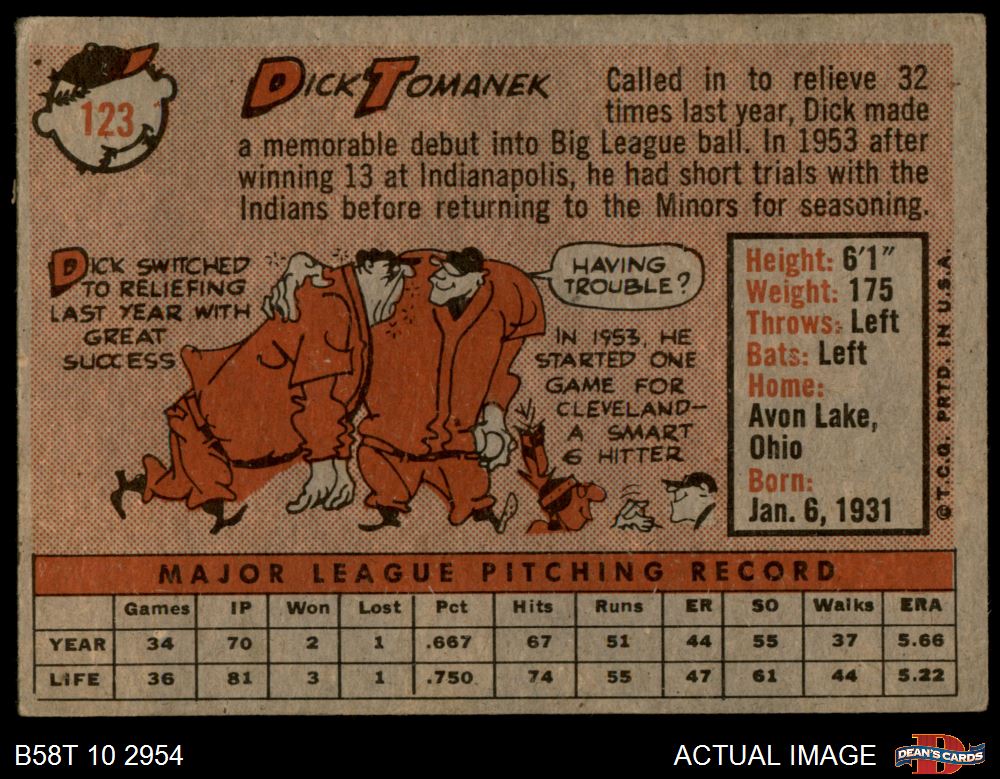 123
DICK TOMANEK
Called in to relieve 32
times last year, Dick made
a memorable debut into Big League ball. In 1953 after
winning 13 at Indianapolis, he had short trials with the
Indians before returning to the Minors for seasoning.
DICK SWITCHED
TO RELIEFING
LAST YEAR WITH
GREAT
SUCCESS
HAVING
TROUBLE?
IN 1953, HE
STARTED ONE
GAME FOR
CLEVELAND—
A SMART
6 HITTER
Height: 6'1"
Weight: 175
Throws: Left
Bats: Left
Home:
Avon Lake,
Ohio
Born:
Jan. 6, 1931
© T.C.G. PRTD. IN U.S.A.
MAJOR LEAGUE PITCHING RECORD
Games IP Won Lost Pct Hits Runs ER SO Walks ERA
YEAR 34 70 2 1 .667 67 51 44 55 37 5.66
LIFE 36 81 3 1 .750 74 55 47 61 44 5.22
B58T 10 2954
ACTUAL IMAGE
DEAN'S CARDS